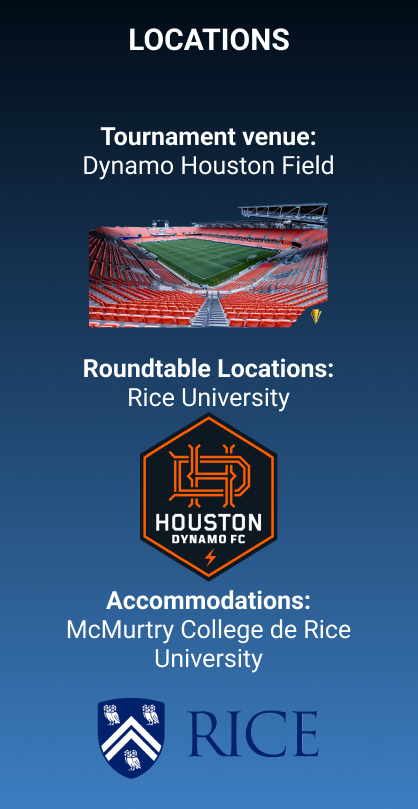 LOCATIONS
Tournament venue:
Dynamo Houston Field
Roundtable Locations:
Rice University
HD
HOUSTON
DYNAMO FC
Accommodations:
McMurtry College de Rice
University
RICE